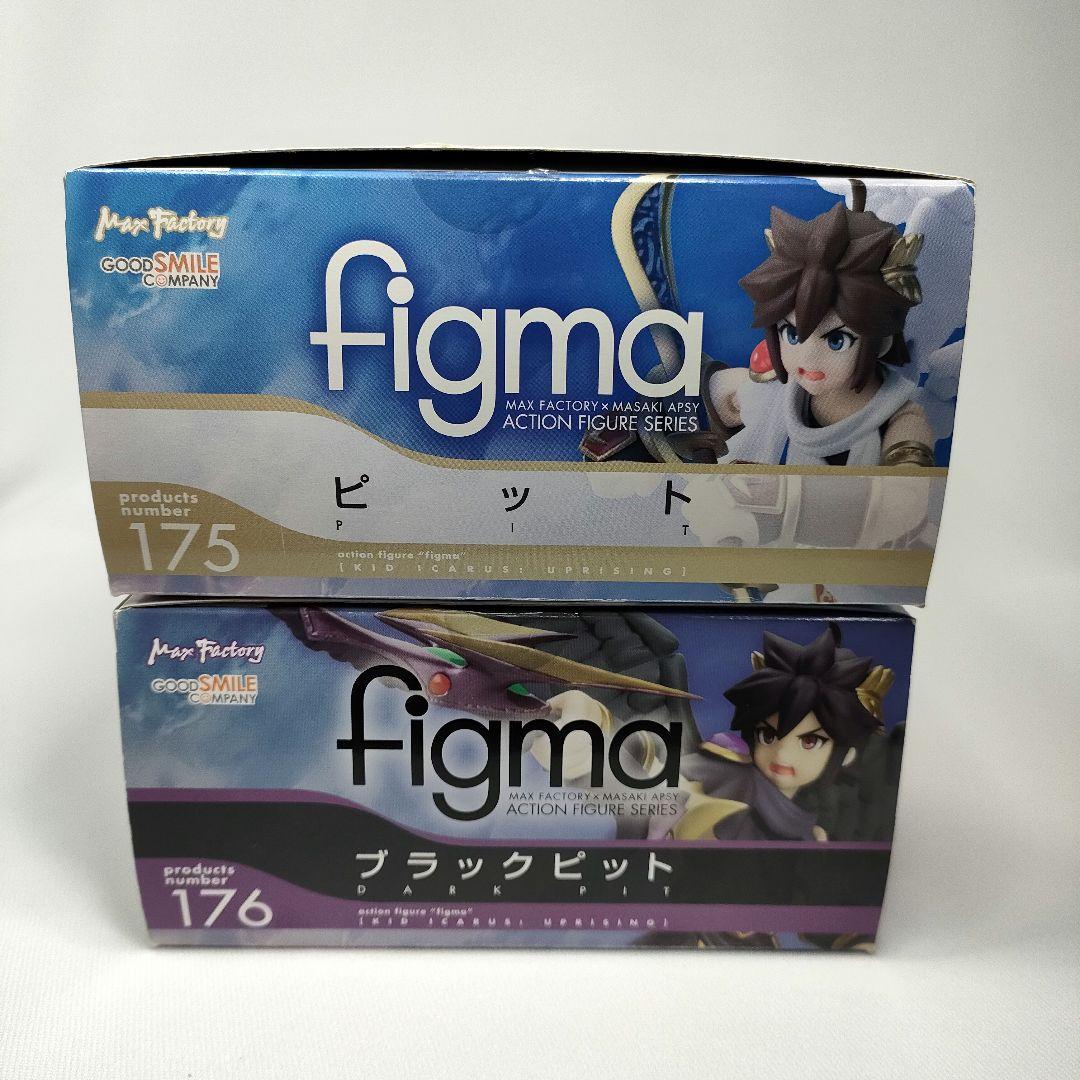 Max Factory
GOOD SMILE
COMPANY
figma
MAX FACTORY × MASAKI APSY
ACTION FIGURE SERIES
ピット
PIT
products
number
175
action figure "figma"
[KID ICARUS: UPRISING]
Max Factory
GOOD SMILE
COMPANY
figma
MAX FACTORY × MASAKI APSY
ACTION FIGURE SERIES
ブラックピット
DARK PIT
products
number
176
action figure "figma"
[KID ICARUS: UPRISING]